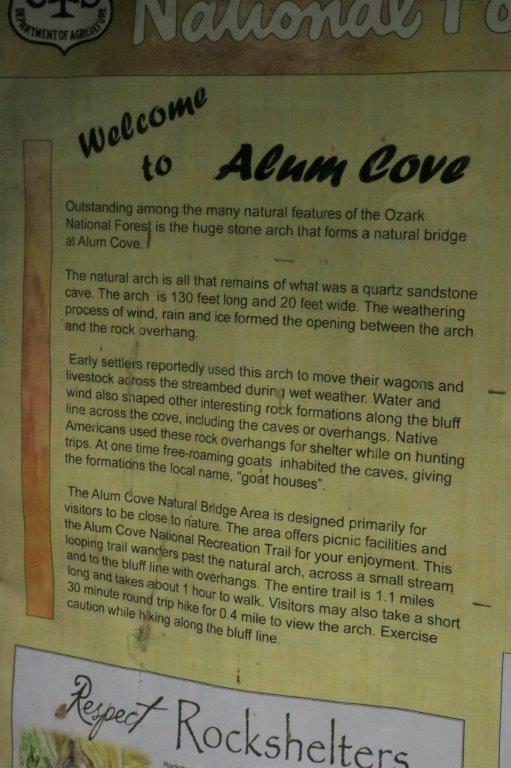 DEPARTMENT OF AGRICULTURE
National Fo
Welcome
to Alum Cove
Outstanding among the many natural features of the Ozark
National Forest is the huge stone arch that forms a natural bridge
at Alum Cove.
The natural arch is all that remains of what was a quartz sandstone
cave. The arch is 130 feet long and 20 feet wide. The weathering
process of wind, rain and ice formed the opening between the arch
and the rock overhang.
Early settlers reportedly used this arch to move their wagons and
livestock across the streambed during wet weather. Water and
wind also shaped other interesting rock formations along the bluff
line across the cove, including the caves or overhangs. Native
Americans used these rock overhangs for shelter while on hunting
trips. At one time free-roaming goats inhabited the caves, giving
the formations the local name, "goat houses".
The Alum Cove Natural Bridge Area is designed primarily for
visitors to be close to nature. The area offers picnic facilities and
the Alum Cove National Recreation Trail for your enjoyment. This
looping trail wanders past the natural arch, across a small stream
and to the bluff line with overhangs. The entire trail is 1.1 miles
long and takes about 1 hour to walk. Visitors may also take a short
30 minute round trip hike for 0.4 mile to view the arch. Exercise
caution while hiking along the bluff line.
Respect Rockshelters